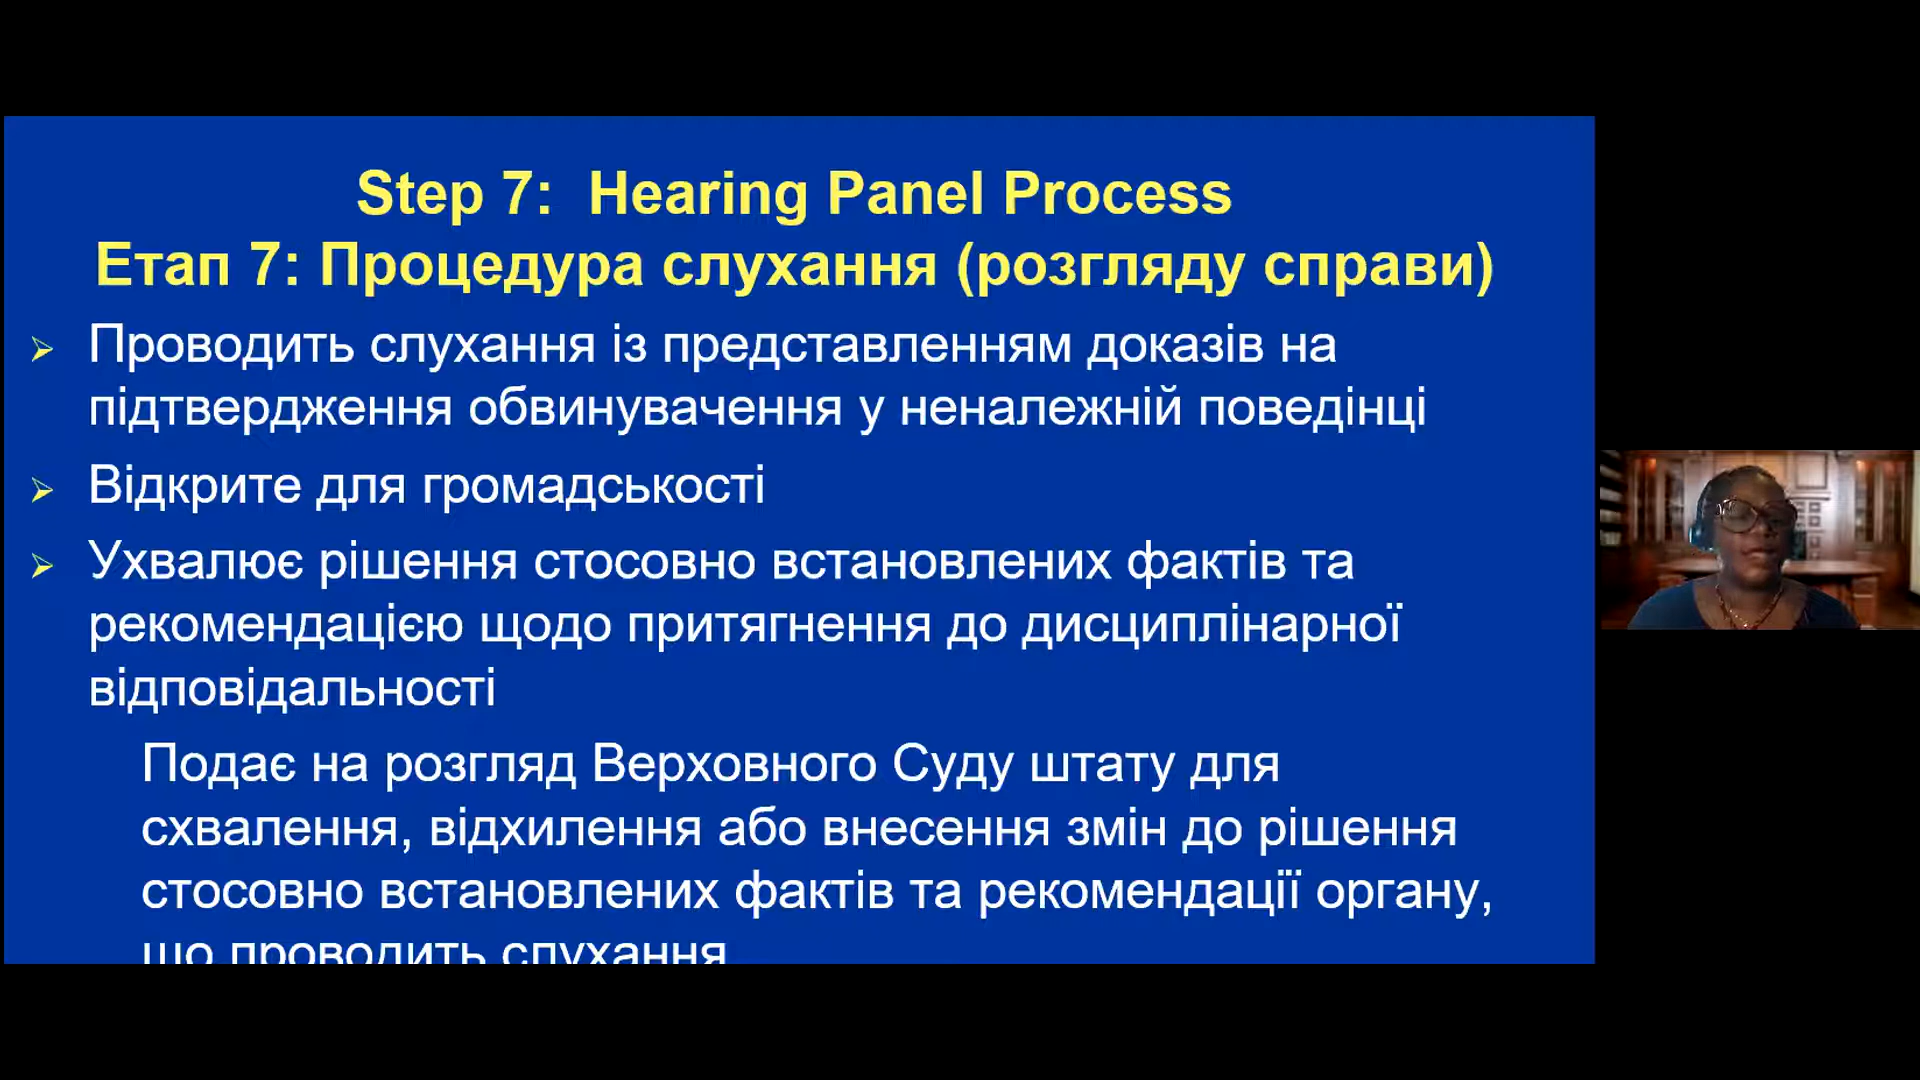 Step 7:  Hearing Panel Process
Етап 7: Процедура слухання (розгляду справи)
Проводить слухання із представленням доказів на
підтвердження обвинувачення у неналежній поведінці
Відкрите для громадськості
Ухвалює рішення стосовно встановлених фактів та
рекомендацією щодо притягнення до дисциплінарної
відповідальності
Подає на розгляд Верховного Суду штату для
схвалення, відхилення або внесення змін до рішення
стосовно встановлених фактів та рекомендації органу,
що проводить слухання